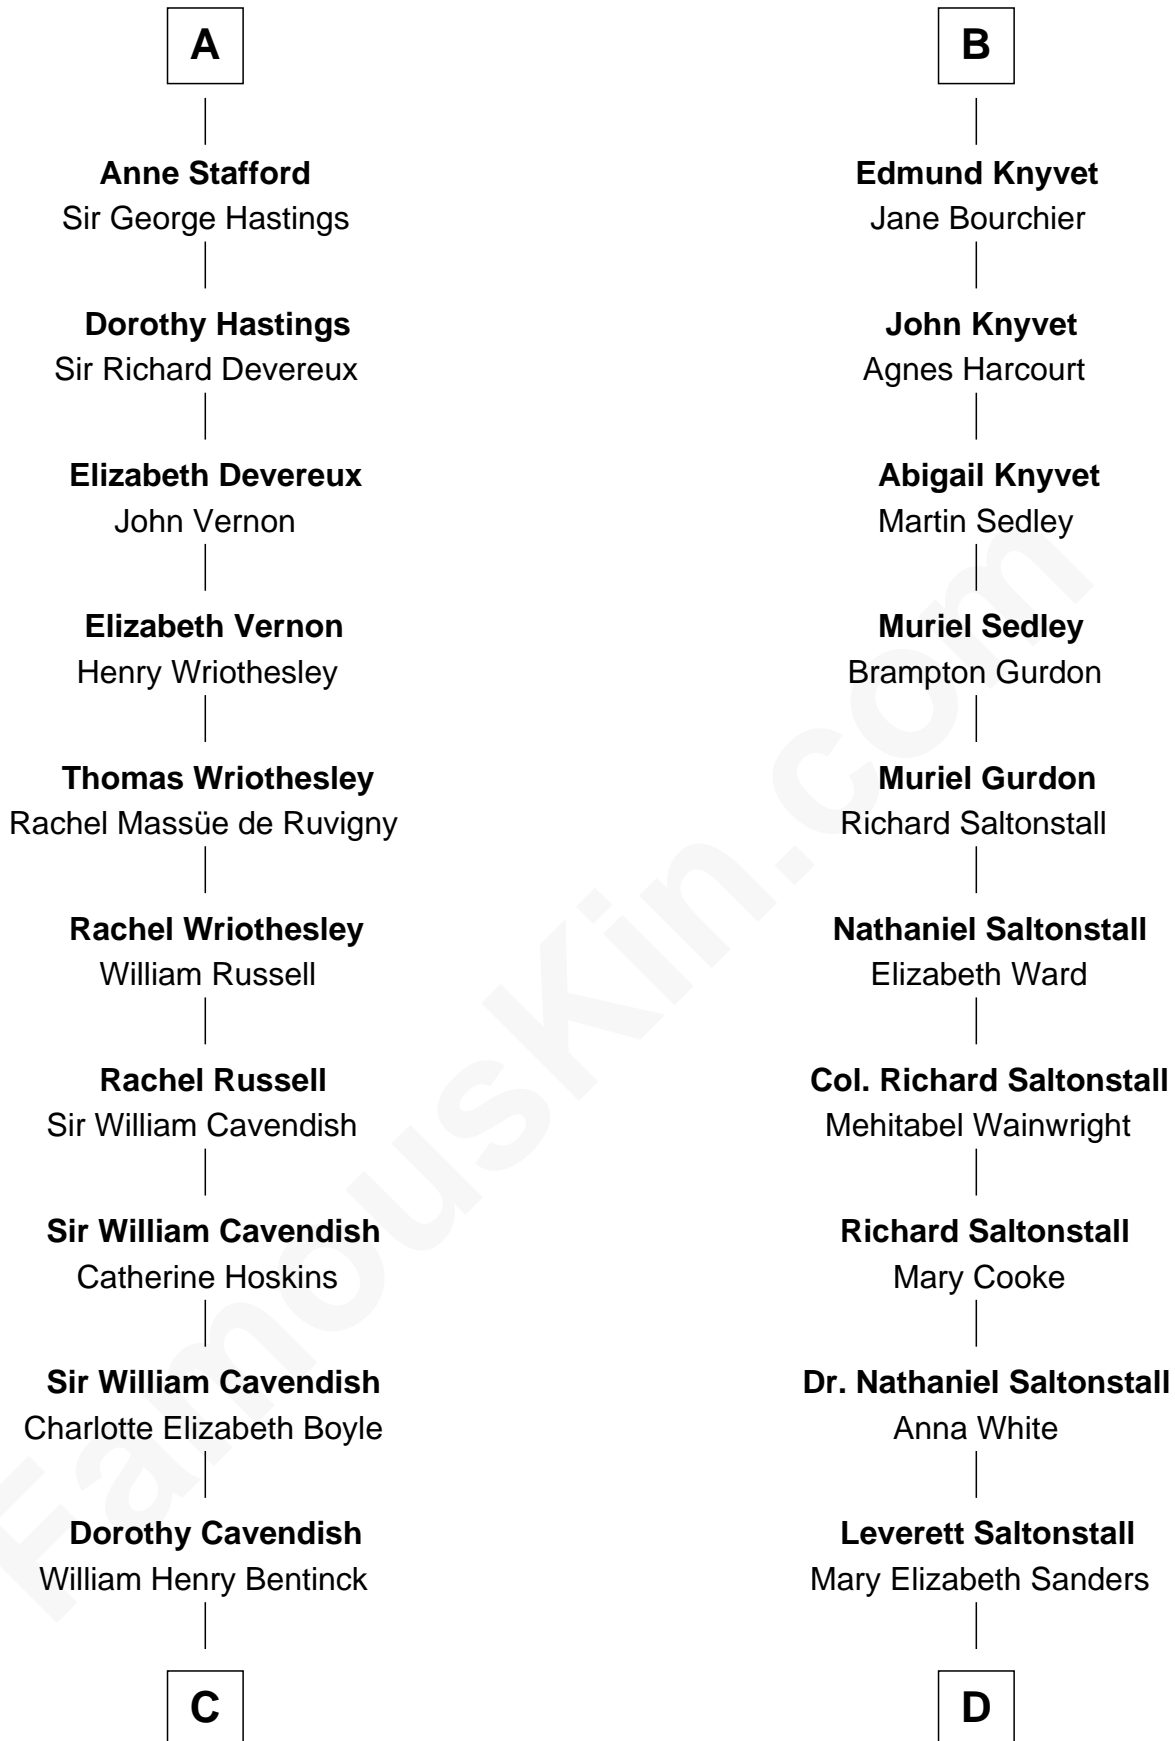 A
Anne Stafford
Sir George Hastings
Dorothy Hastings
Sir Richard Devereux
Elizabeth Devereux
John Vernon
Elizabeth Vernon
Henry Wriothesley
Thomas Wriothesley
Rachel Massüe de Ruvigny
Rachel Wriothesley
William Russell
Rachel Russell
Sir William Cavendish
Sir William Cavendish
Catherine Hoskins
Sir William Cavendish
Charlotte Elizabeth Boyle
Dorothy Cavendish
William Henry Bentinck
C
B
Edmund Knyvet
Jane Bourchier
John Knyvet
Agnes Harcourt
Abigail Knyvet
Martin Sedley
Muriel Sedley
Brampton Gurdon
Muriel Gurdon
Richard Saltonstall
Nathaniel Saltonstall
Elizabeth Ward
Col. Richard Saltonstall
Mehitabel Wainwright
Richard Saltonstall
Mary Cooke
Dr. Nathaniel Saltonstall
Anna White
Leverett Saltonstall
Mary Elizabeth Sanders
D
FamousKin.com